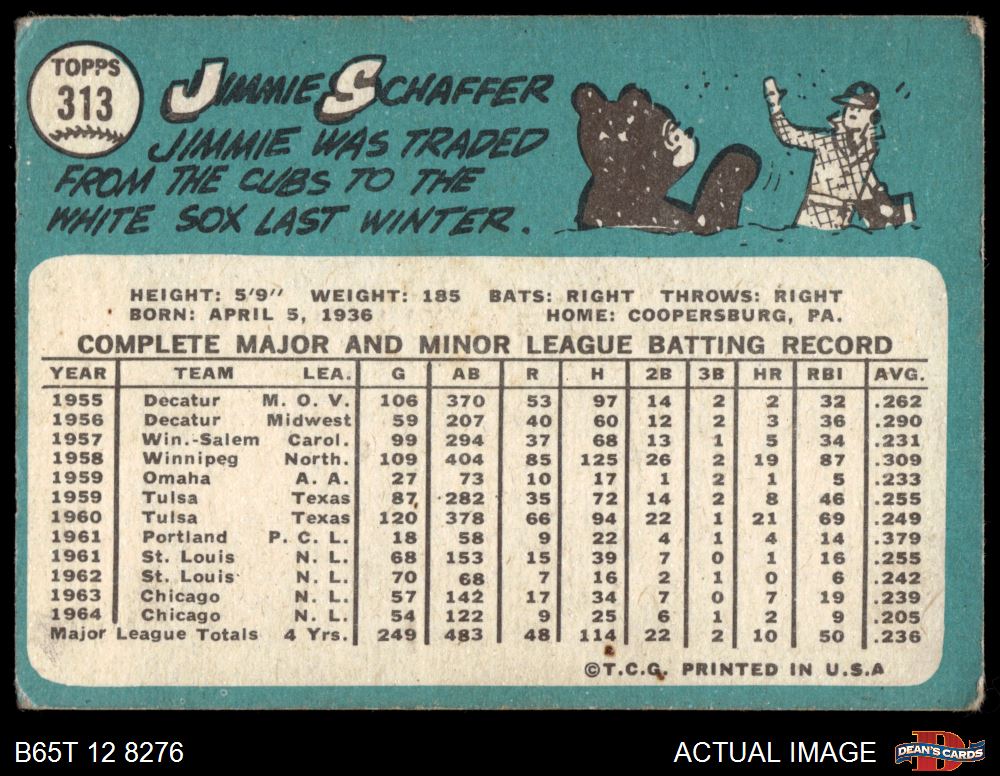 TOPPS
313
JIMMIE SCHAFFER
JIMMIE WAS TRADED
FROM THE CUBS TO THE
WHITE SOX LAST WINTER.
HEIGHT: 5'9" WEIGHT: 185 BATS: RIGHT THROWS: RIGHT
BORN: APRIL 5, 1936 HOME: COOPERSBURG, PA.
COMPLETE MAJOR AND MINOR LEAGUE BATTING RECORD
YEAR TEAM LEA. G AB R H 2B 3B HR RBI AVG.
1955 Decatur M. O. V. 106 370 53 97 14 2 2 32 .262
1956 Decatur Midwest 59 207 40 60 12 2 3 36 .290
1957 Win.-Salem Carol. 99 294 37 68 13 1 5 34 .231
1958 Winnipeg North. 109 404 85 125 26 2 19 87 .309
1959 Omaha A. A. 27 73 10 17 1 2 1 5 .233
1959 Tulsa Texas 87 282 35 72 14 2 8 46 .255
1960 Tulsa Texas 120 378 66 94 22 1 21 69 .249
1961 Portland P. C. L. 18 58 9 22 4 1 4 14 .379
1961 St. Louis N. L. 68 153 15 39 7 0 1 16 .255
1962 St. Louis N. L. 70 68 7 16 2 1 0 6 .242
1963 Chicago N. L. 57 142 17 34 7 0 7 19 .239
1964 Chicago N. L. 54 122 9 25 6 1 2 9 .205
Major League Totals 4 Yrs. 249 483 48 114 22 2 10 50 .236
©T.C.G. PRINTED IN U.S.A
B65T 12 8276 ACTUAL IMAGE D DEAN'S CARDS